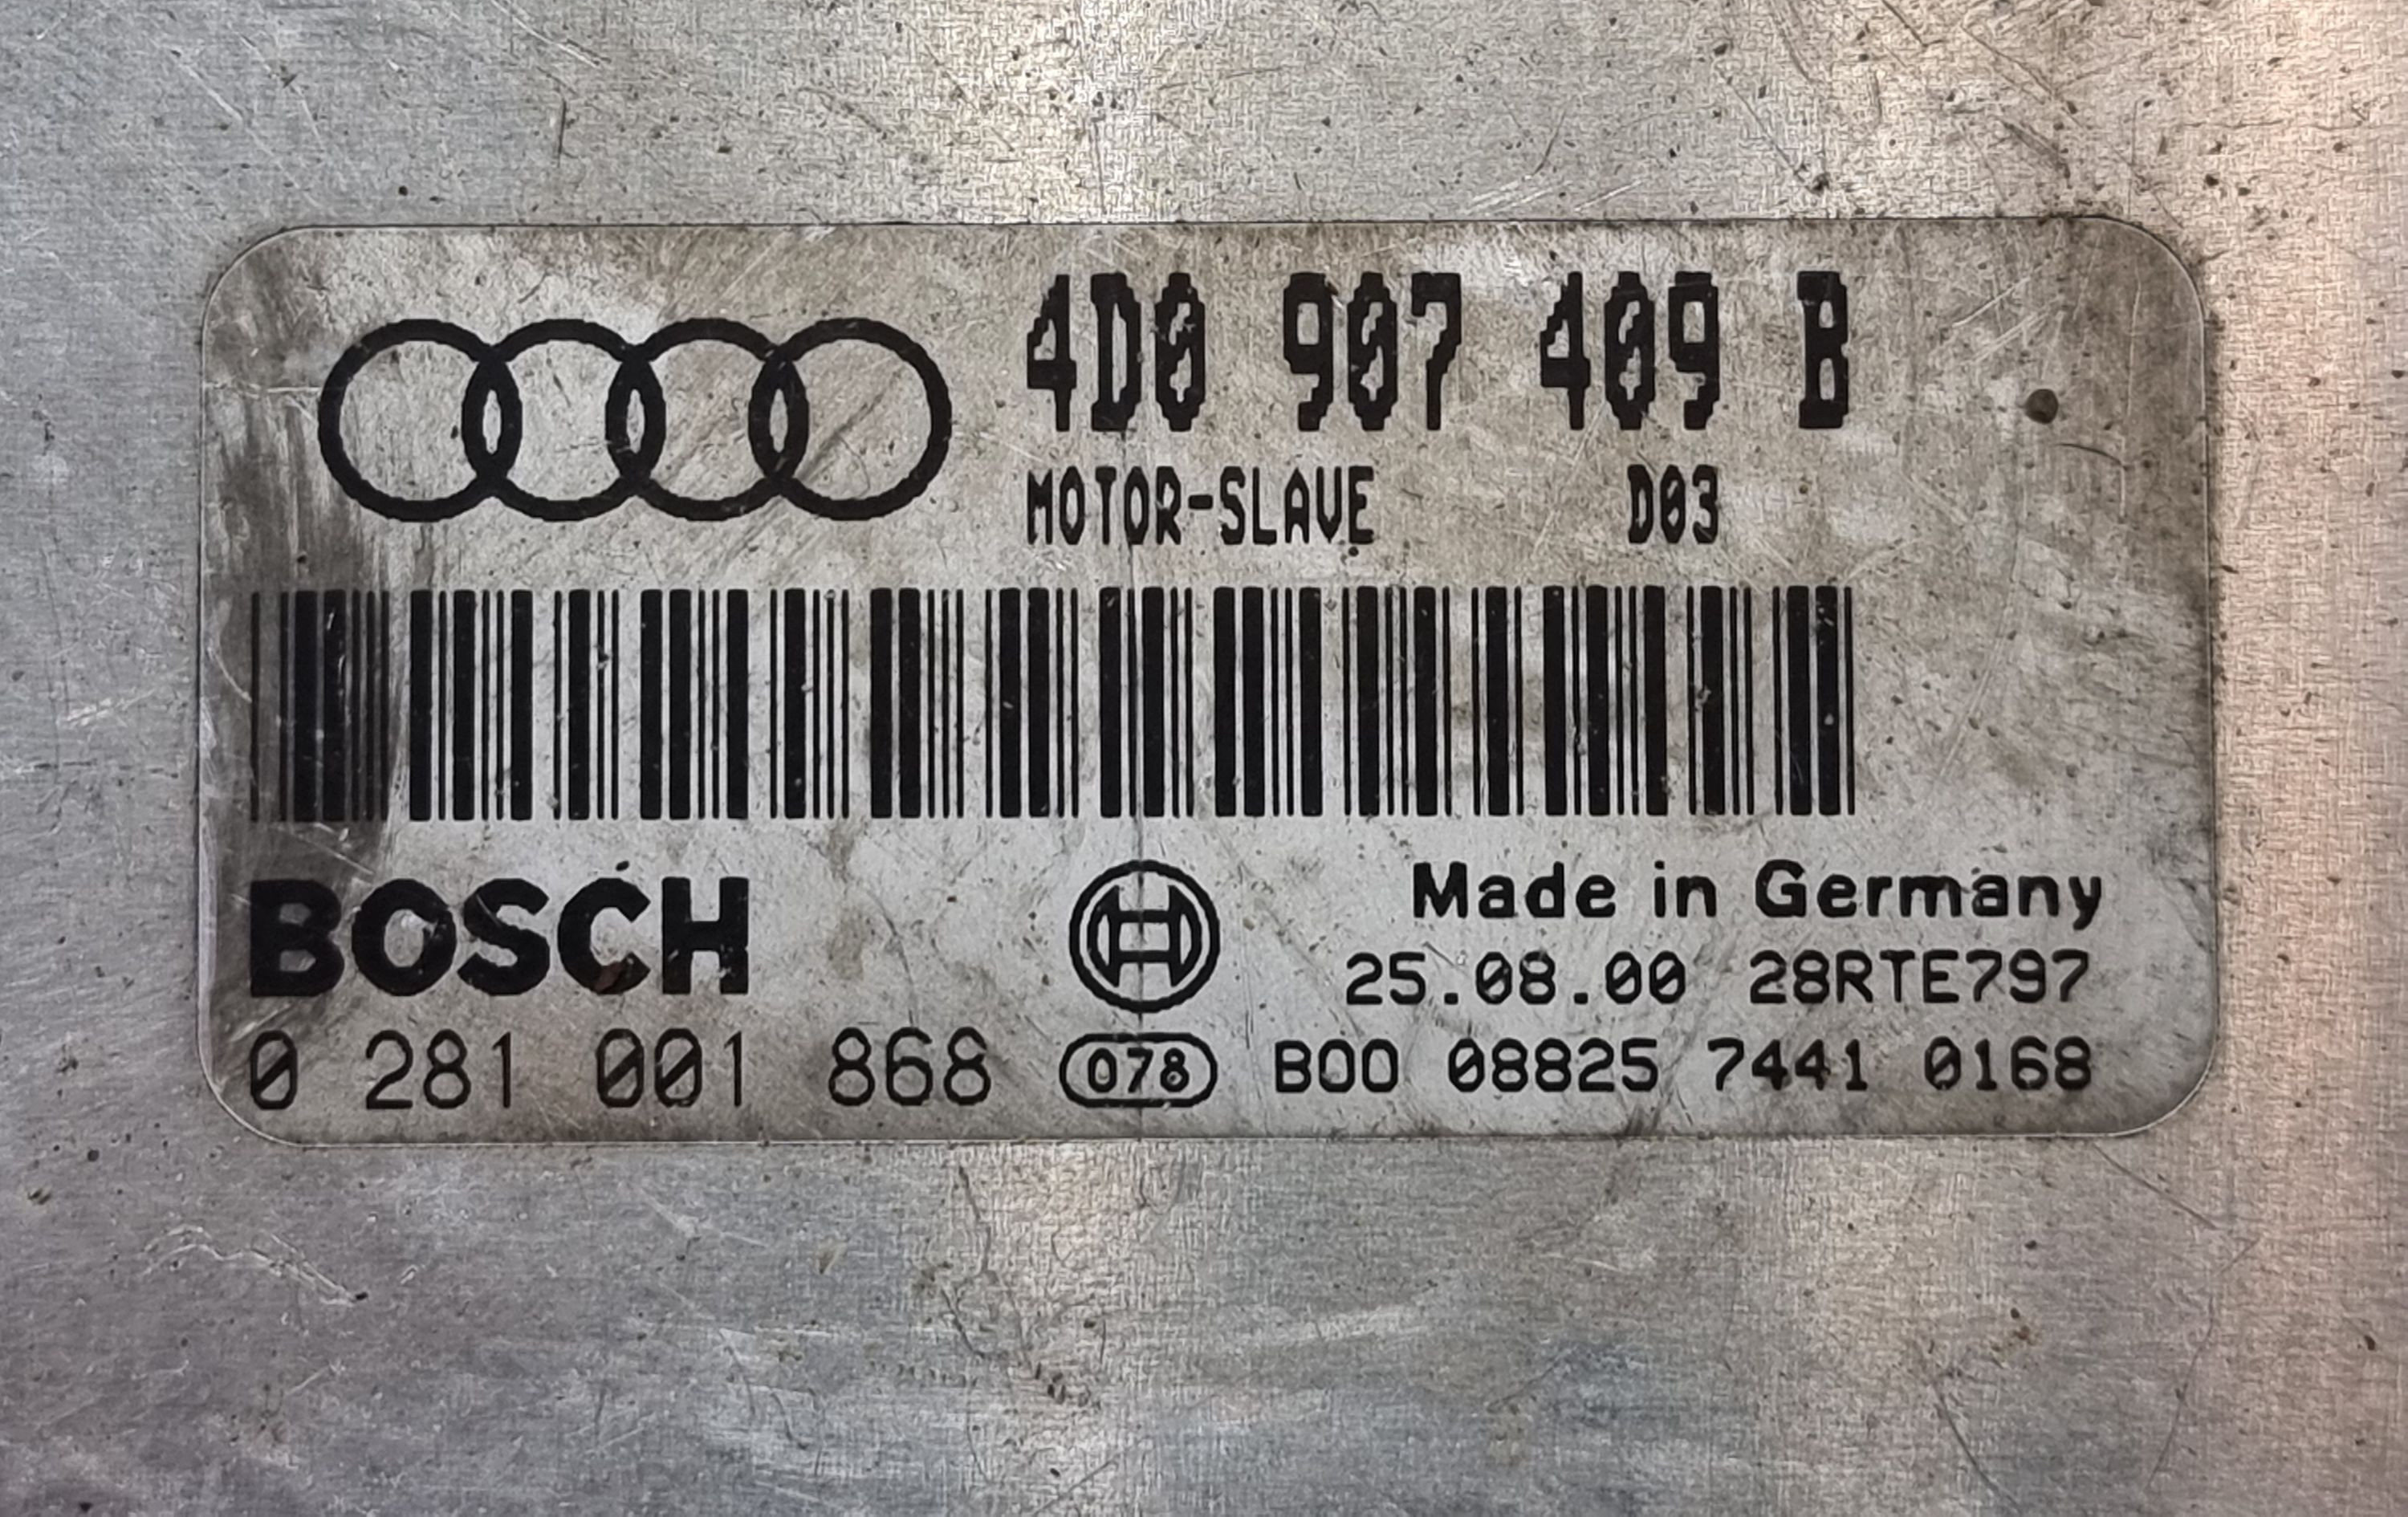 4D0 907 409 B
MOTOR-SLAVE D03
BOSCH
Made in Germany
25.08.00 28RTE797
0 281 001 868 078 B00 08825 7441 0168